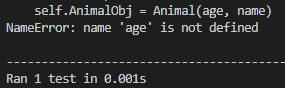 self.AnimalObj = Animal(age, name)
NameError: name 'age' is not defined
----------------------------------------
Ran 1 test in 0.001s